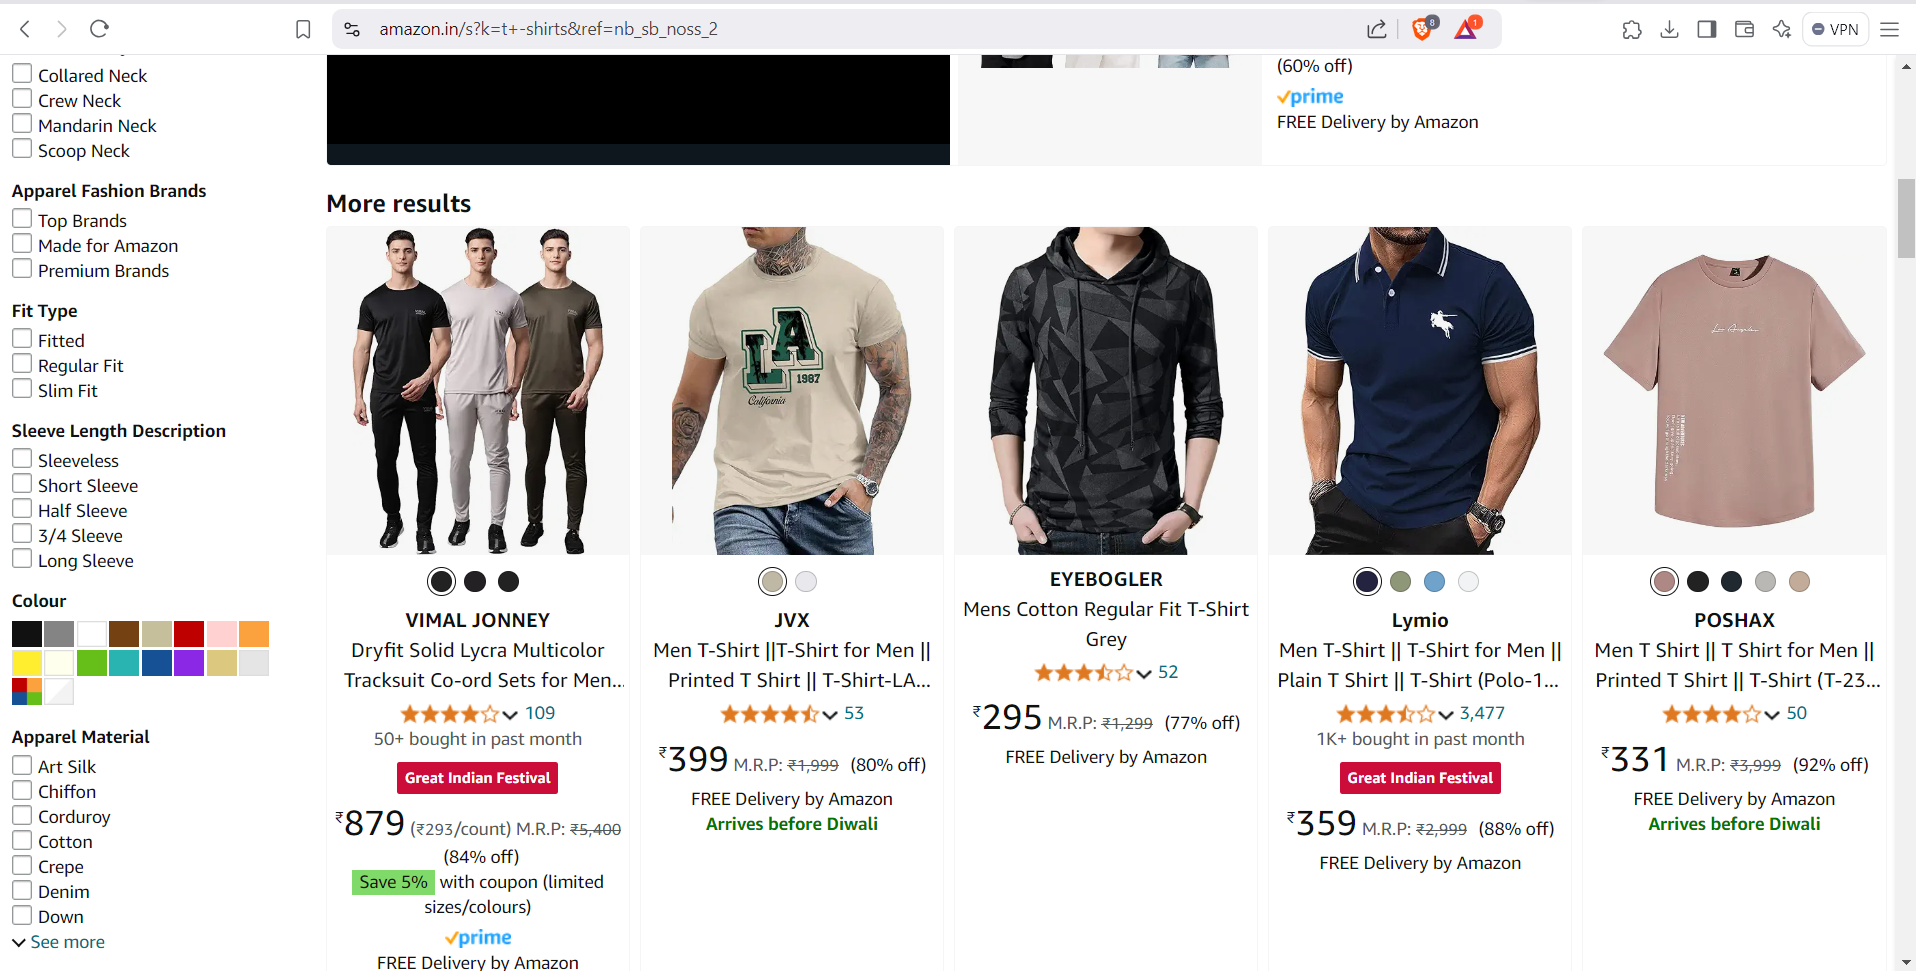 amazon.in/s?k=t+-shirts&ref=nb_sb_noss_2
8
1
VPN
Collared Neck
Crew Neck
Mandarin Neck
Scoop Neck
Apparel Fashion Brands
Top Brands
Made for Amazon
Premium Brands
Fit Type
Fitted
Regular Fit
Slim Fit
Sleeve Length Description
Sleeveless
Short Sleeve
Half Sleeve
3/4 Sleeve
Long Sleeve
Colour
Apparel Material
Art Silk
Chiffon
Corduroy
Cotton
Crepe
Denim
Down
See more
(60% off)
prime
FREE Delivery by Amazon
More results
VIMAL JONNEY
Dryfit Solid Lycra Multicolor
Tracksuit Co-ord Sets for Men...
109
50+ bought in past month
Great Indian Festival
₹879 (₹293/count) M.R.P: ₹5,400
(84% off)
Save 5% with coupon (limited
sizes/colours)
prime
FREE Delivery by Amazon
LA
1987
California
JVX
Men T-Shirt ||T-Shirt for Men ||
Printed T Shirt || T-Shirt-LA...
53
₹399 M.R.P: ₹1,999 (80% off)
FREE Delivery by Amazon
Arrives before Diwali
EYEBOGLER
Mens Cotton Regular Fit T-Shirt
Grey
52
₹295 M.R.P: ₹1,299 (77% off)
FREE Delivery by Amazon
Lymio
Men T-Shirt || T-Shirt for Men ||
Plain T Shirt || T-Shirt (Polo-1...
3,477
1K+ bought in past month
Great Indian Festival
₹359 M.R.P: ₹2,999 (88% off)
FREE Delivery by Amazon
Los Angeles
POSHAX
Men T Shirt || T Shirt for Men ||
Printed T Shirt || T-Shirt (T-23...
50
₹331 M.R.P: ₹3,999 (92% off)
FREE Delivery by Amazon
Arrives before Diwali